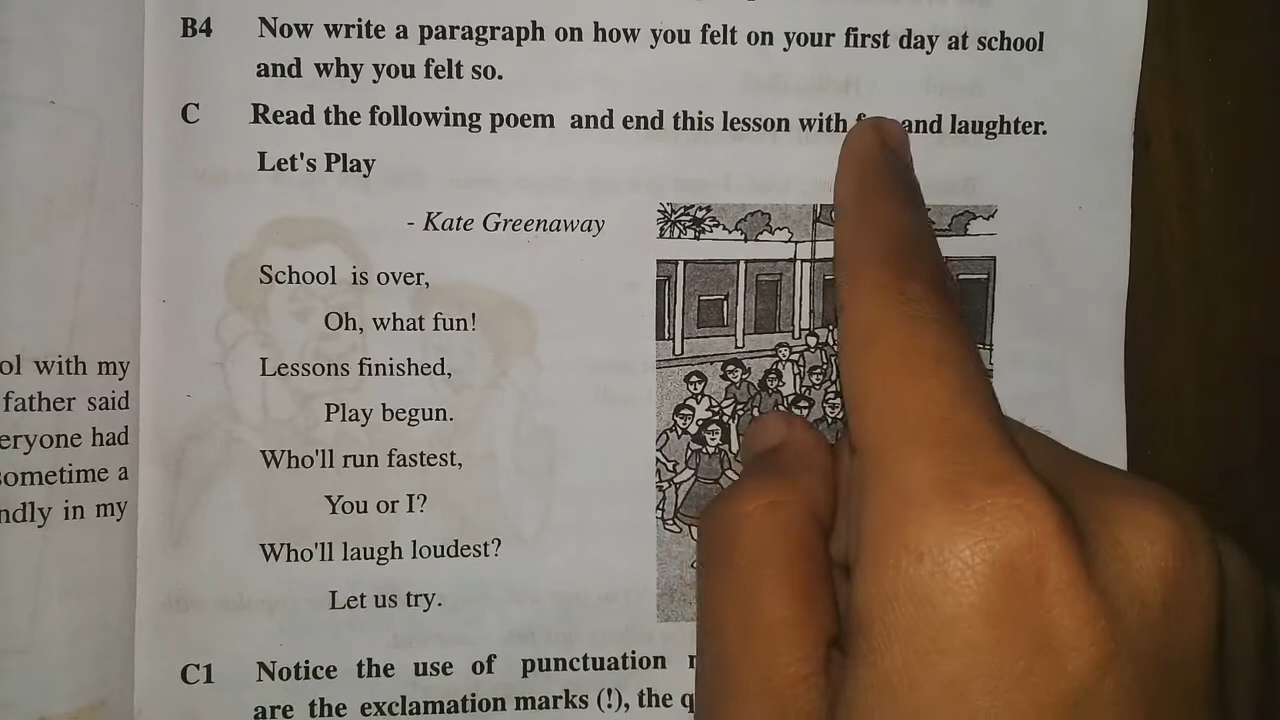 B4 Now write a paragraph on how you felt on your first day at school
and why you felt so.
C Read the following poem and end this lesson with and laughter.
Let's Play
- Kate Greenaway
School is over,
Oh, what fun!
Lessons finished,
Play begun.
Who'll run fastest,
You or I?
Who'll laugh loudest?
Let us try.
C1 Notice the use of punctuation
are the exclamation marks (!), the
ol with my
father said
eryone had
sometime a
ndly in my